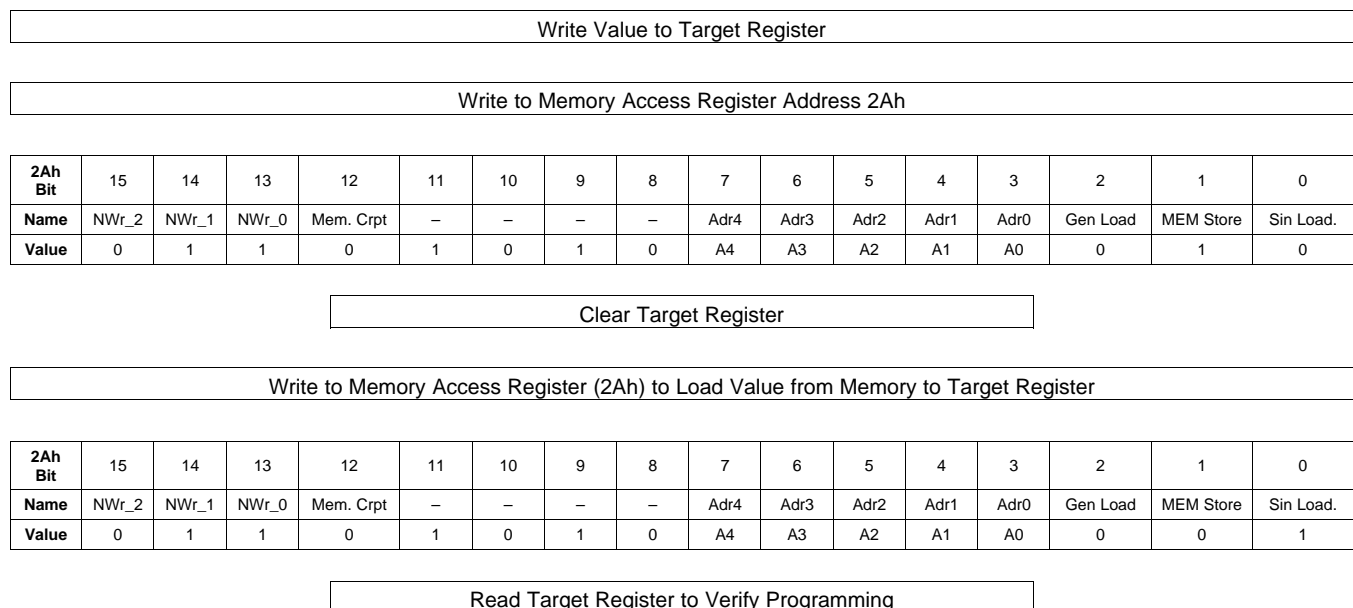 Write Value to Target Register
Write to Memory Access Register Address 2Ah
2Ah Bit 15 14 13 12 11 10 9 8 7 6 5 4 3 2 1 0
Name NWr_2 NWr_1 NWr_0 Mem. Crpt – – – – Adr4 Adr3 Adr2 Adr1 Adr0 Gen Load MEM Store Sin Load.
Value 0 1 1 0 1 0 1 0 A4 A3 A2 A1 A0 0 1 0
Clear Target Register
Write to Memory Access Register (2Ah) to Load Value from Memory to Target Register
2Ah Bit 15 14 13 12 11 10 9 8 7 6 5 4 3 2 1 0
Name NWr_2 NWr_1 NWr_0 Mem. Crpt – – – – Adr4 Adr3 Adr2 Adr1 Adr0 Gen Load MEM Store Sin Load.
Value 0 1 1 0 1 0 1 0 A4 A3 A2 A1 A0 0 0 1
Read Target Register to Verify Programming